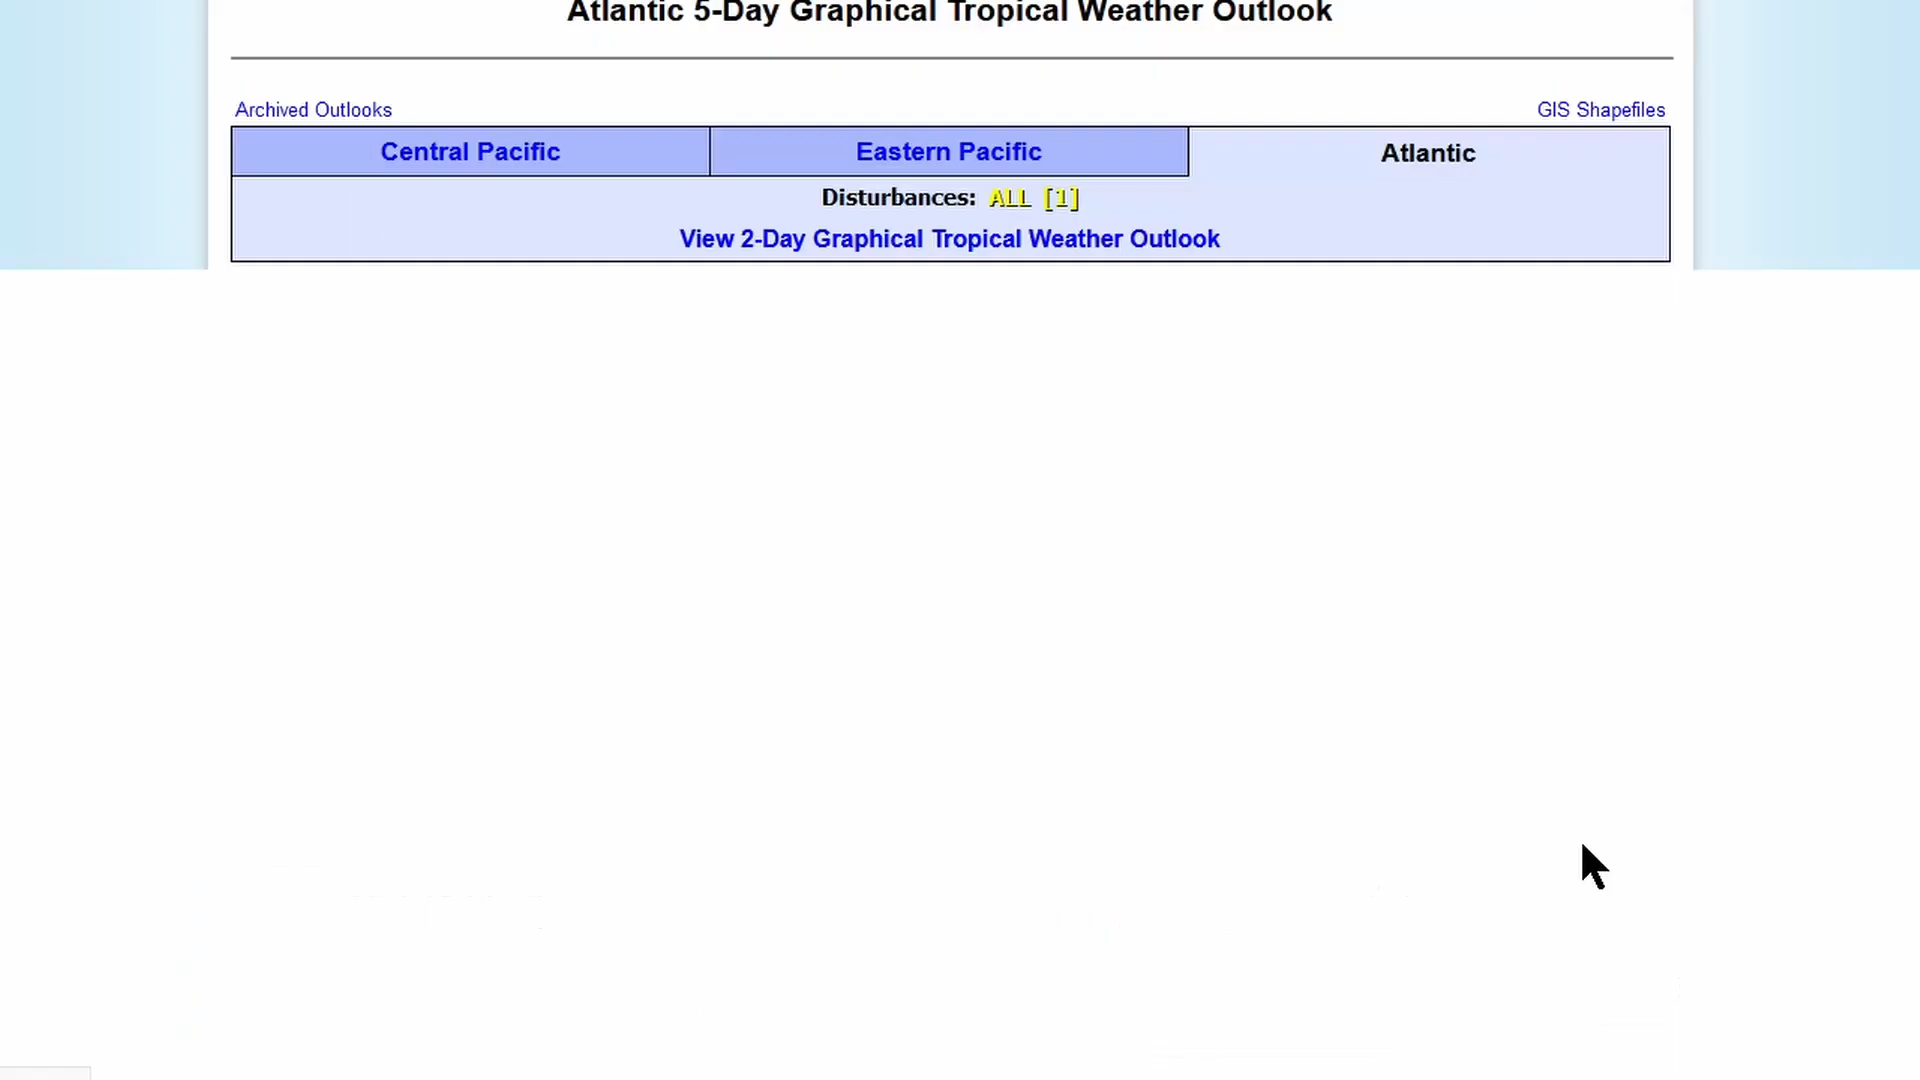 Atlantic 5-Day Graphical Tropical Weather Outlook
Archived Outlooks
GIS Shapefiles
Central Pacific
Eastern Pacific
Atlantic
Disturbances: ALL [1]
View 2-Day Graphical Tropical Weather Outlook